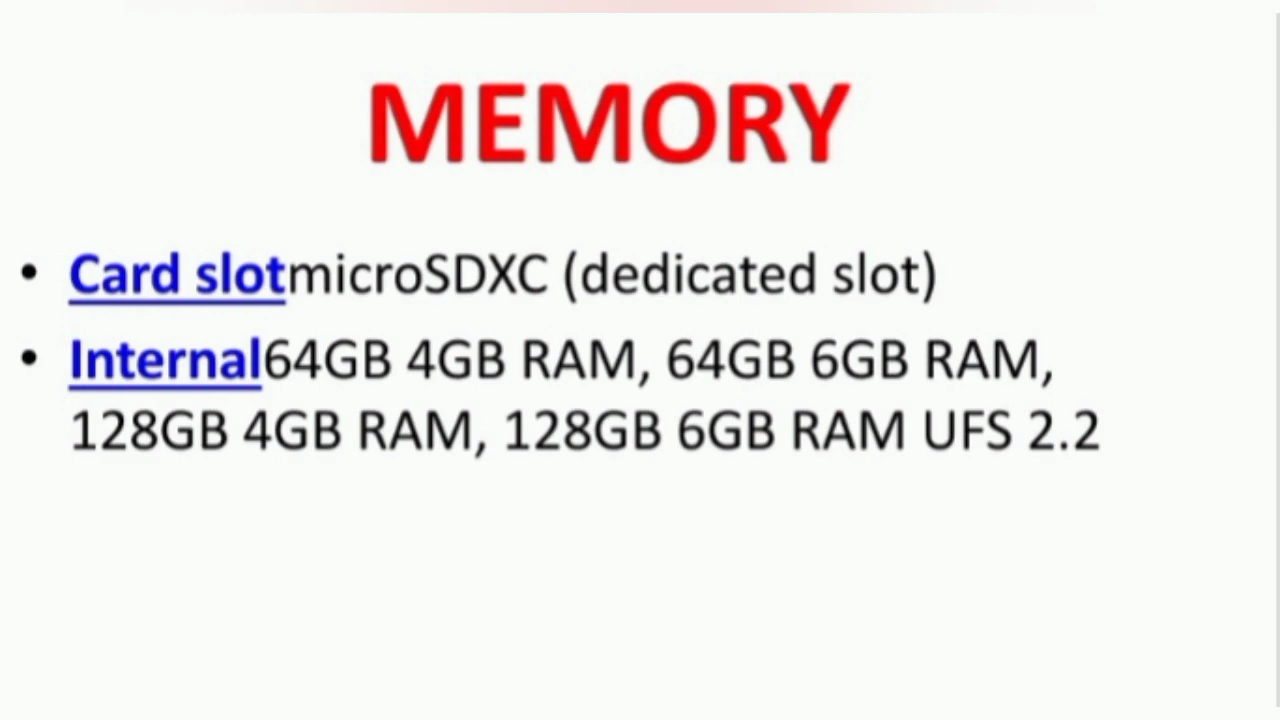 MEMORY
• Card slotmicroSDXC (dedicated slot)
• Internal64GB 4GB RAM, 64GB 6GB RAM,
128GB 4GB RAM, 128GB 6GB RAM UFS 2.2